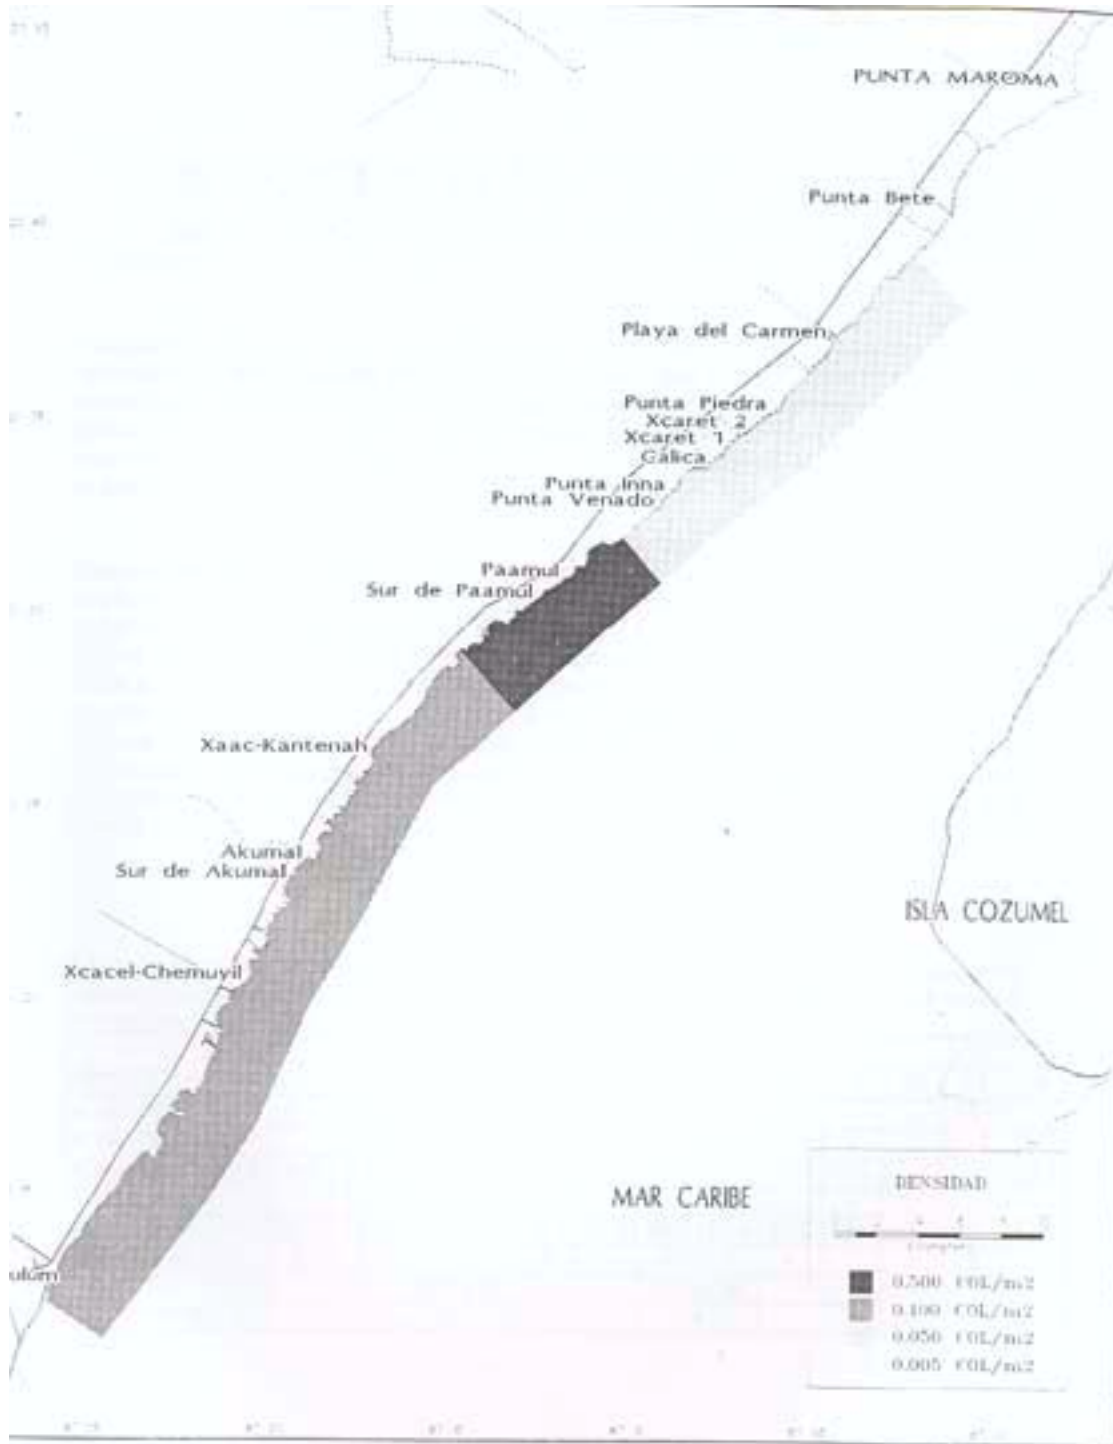 PUNTA MAROMA
Punta Bete
Playa del Carmen
Punta Piedra
Xcaret 2
Xcaret 1
Calica
Punta Inna
Punta Venado
Paamul
Sur de Paamul
Xaac-Kantenah
Akumal
Sur de Akumal
ISLA COZUMEL
Xcacel-Chemuyil
MAR CARIBE
DENSIDAD
ulum
0.500 COL/m2
0.100 COL/m2
0.050 COL/m2
0.005 COL/m2